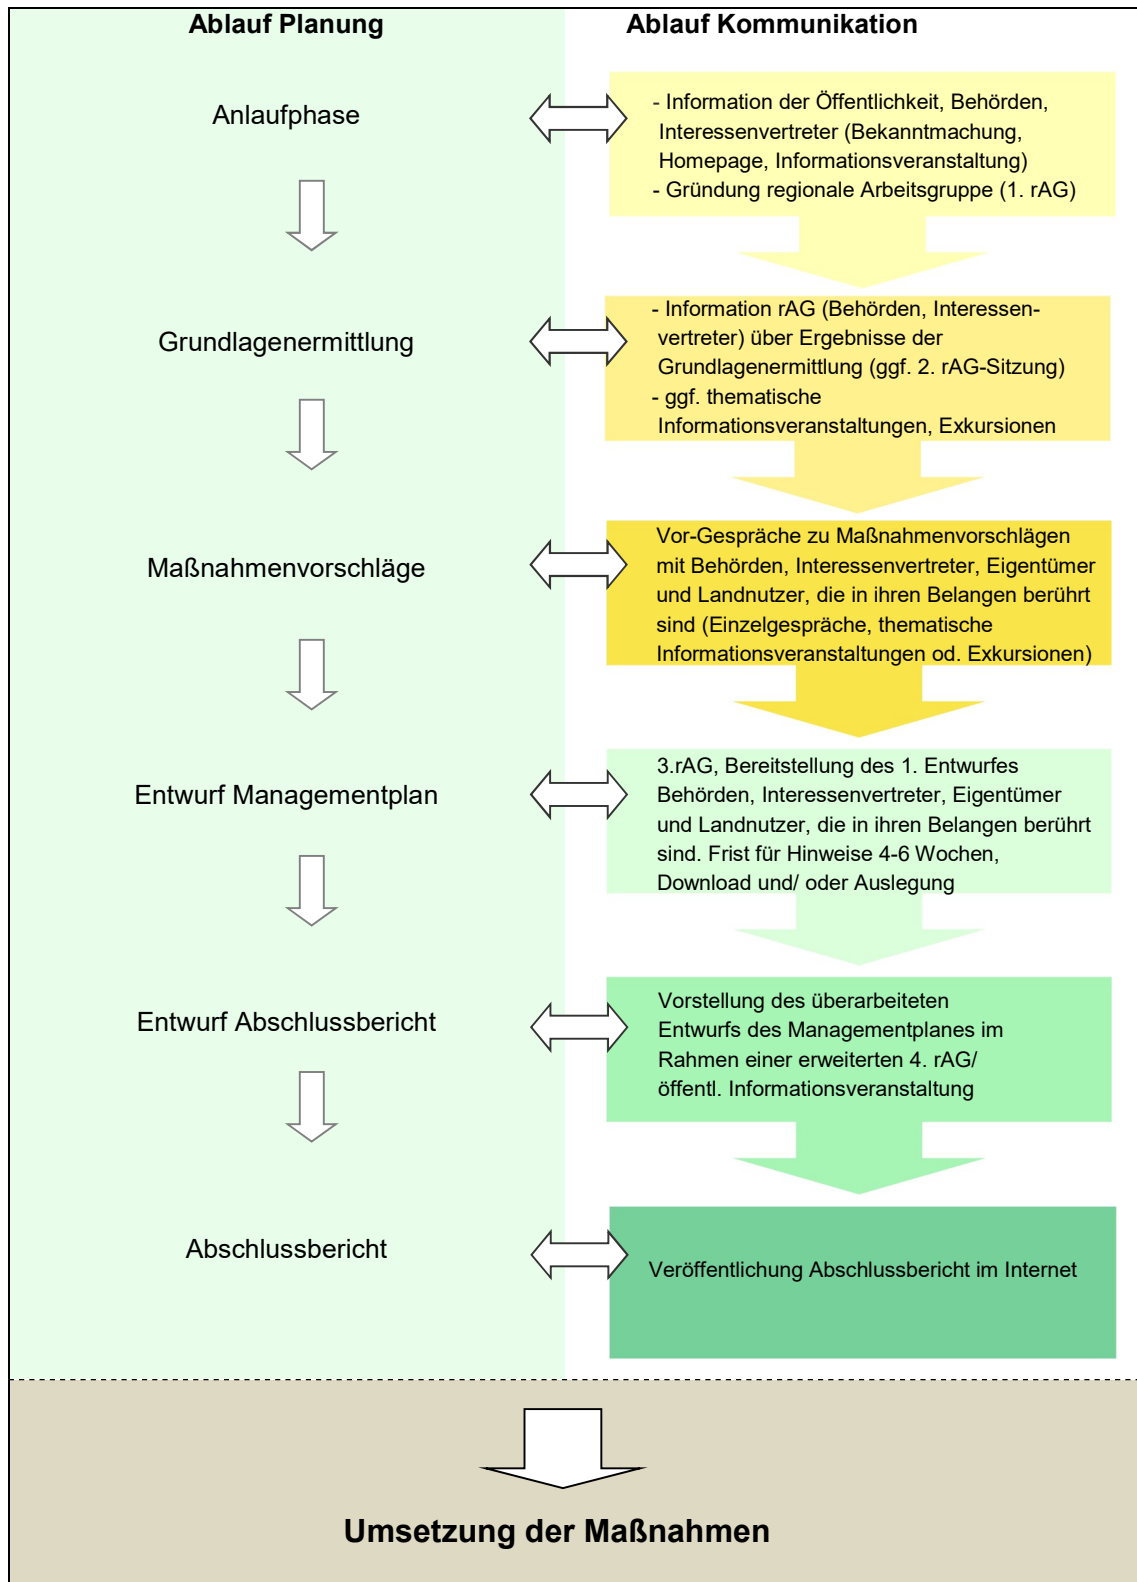 Ablauf Planung
Ablauf Kommunikation
Anlaufphase
- Information der Öffentlichkeit, Behörden,
Interessenvertreter (Bekanntmachung,
Homepage, Informationsveranstaltung)
- Gründung regionale Arbeitsgruppe (1. rAG)
Grundlagenermittlung
- Information rAG (Behörden, Interessen-
vertreter) über Ergebnisse der
Grundlagenermittlung (ggf. 2. rAG-Sitzung)
- ggf. thematische
Informationsveranstaltungen, Exkursionen
Maßnahmenvorschläge
Vor-Gespräche zu Maßnahmenvorschlägen
mit Behörden, Interessenvertreter, Eigentümer
und Landnutzer, die in ihren Belangen berührt
sind (Einzelgespräche, thematische
Informationsveranstaltungen od. Exkursionen)
Entwurf Managementplan
3.rAG, Bereitstellung des 1. Entwurfes
Behörden, Interessenvertreter, Eigentümer
und Landnutzer, die in ihren Belangen berührt
sind. Frist für Hinweise 4-6 Wochen,
Download und/ oder Auslegung
Entwurf Abschlussbericht
Vorstellung des überarbeiteten
Entwurfs des Managementplanes im
Rahmen einer erweiterten 4. rAG/
öffentl. Informationsveranstaltung
Abschlussbericht
Veröffentlichung Abschlussbericht im Internet
Umsetzung der Maßnahmen